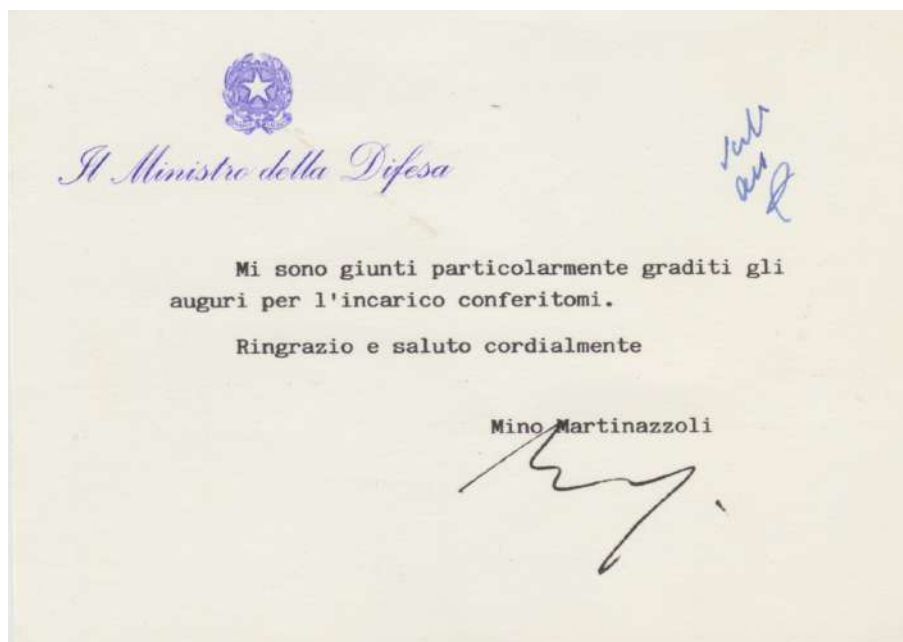 Il Ministro della Difesa
Mi sono giunti particolarmente graditi gli
auguri per l'incarico conferitomi.
Ringrazio e saluto cordialmente
Mino Martinazzoli